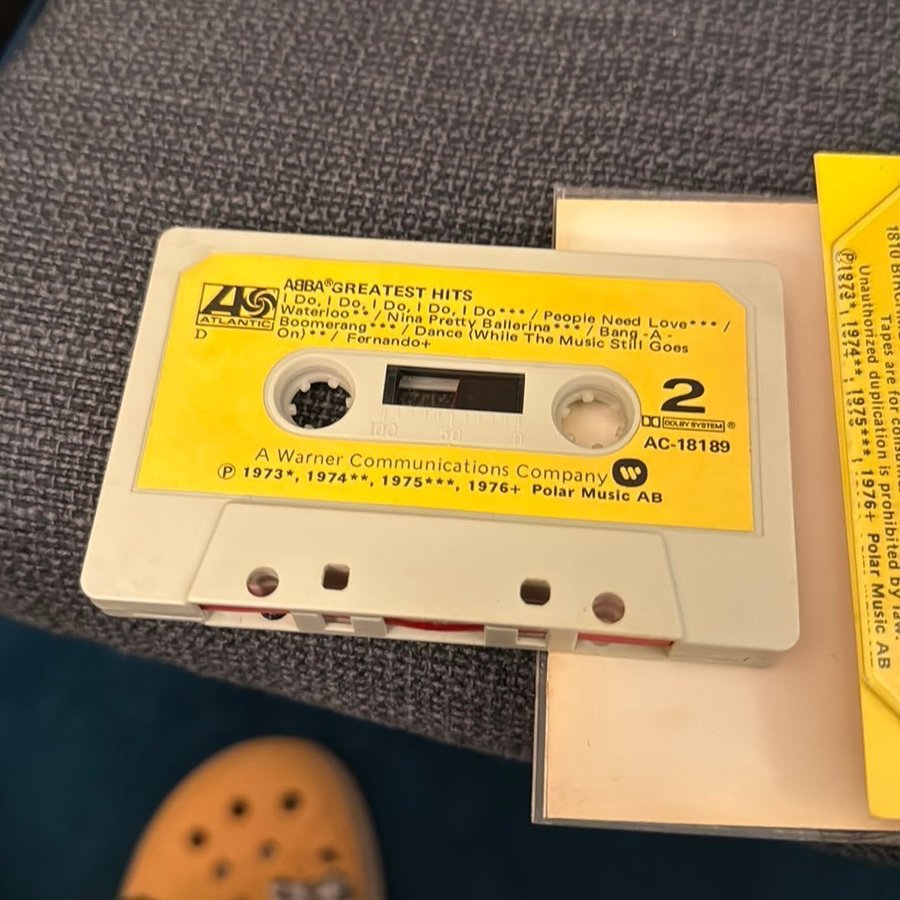 ABBA® GREATEST HITS
I Do, I Do, I Do, I Do, I Do*** / People Need Love*** /
Waterloo** / Nina Pretty Ballerina*** / Bang -A -
Boomerang*** / Dance (While The Music Still Goes
On)** / Fernando+
ATLANTIC
D
2
DOLBY SYSTEM ®
AC-18189
100 50 0
A Warner Communications Company
℗ 1973*, 1974**, 1975***, 1976+ Polar Music AB
Tapes are for
Unauthorized duplication is prohibited by law.
℗1973*, 1974**, 1975***, 1976+ Polar Music AB